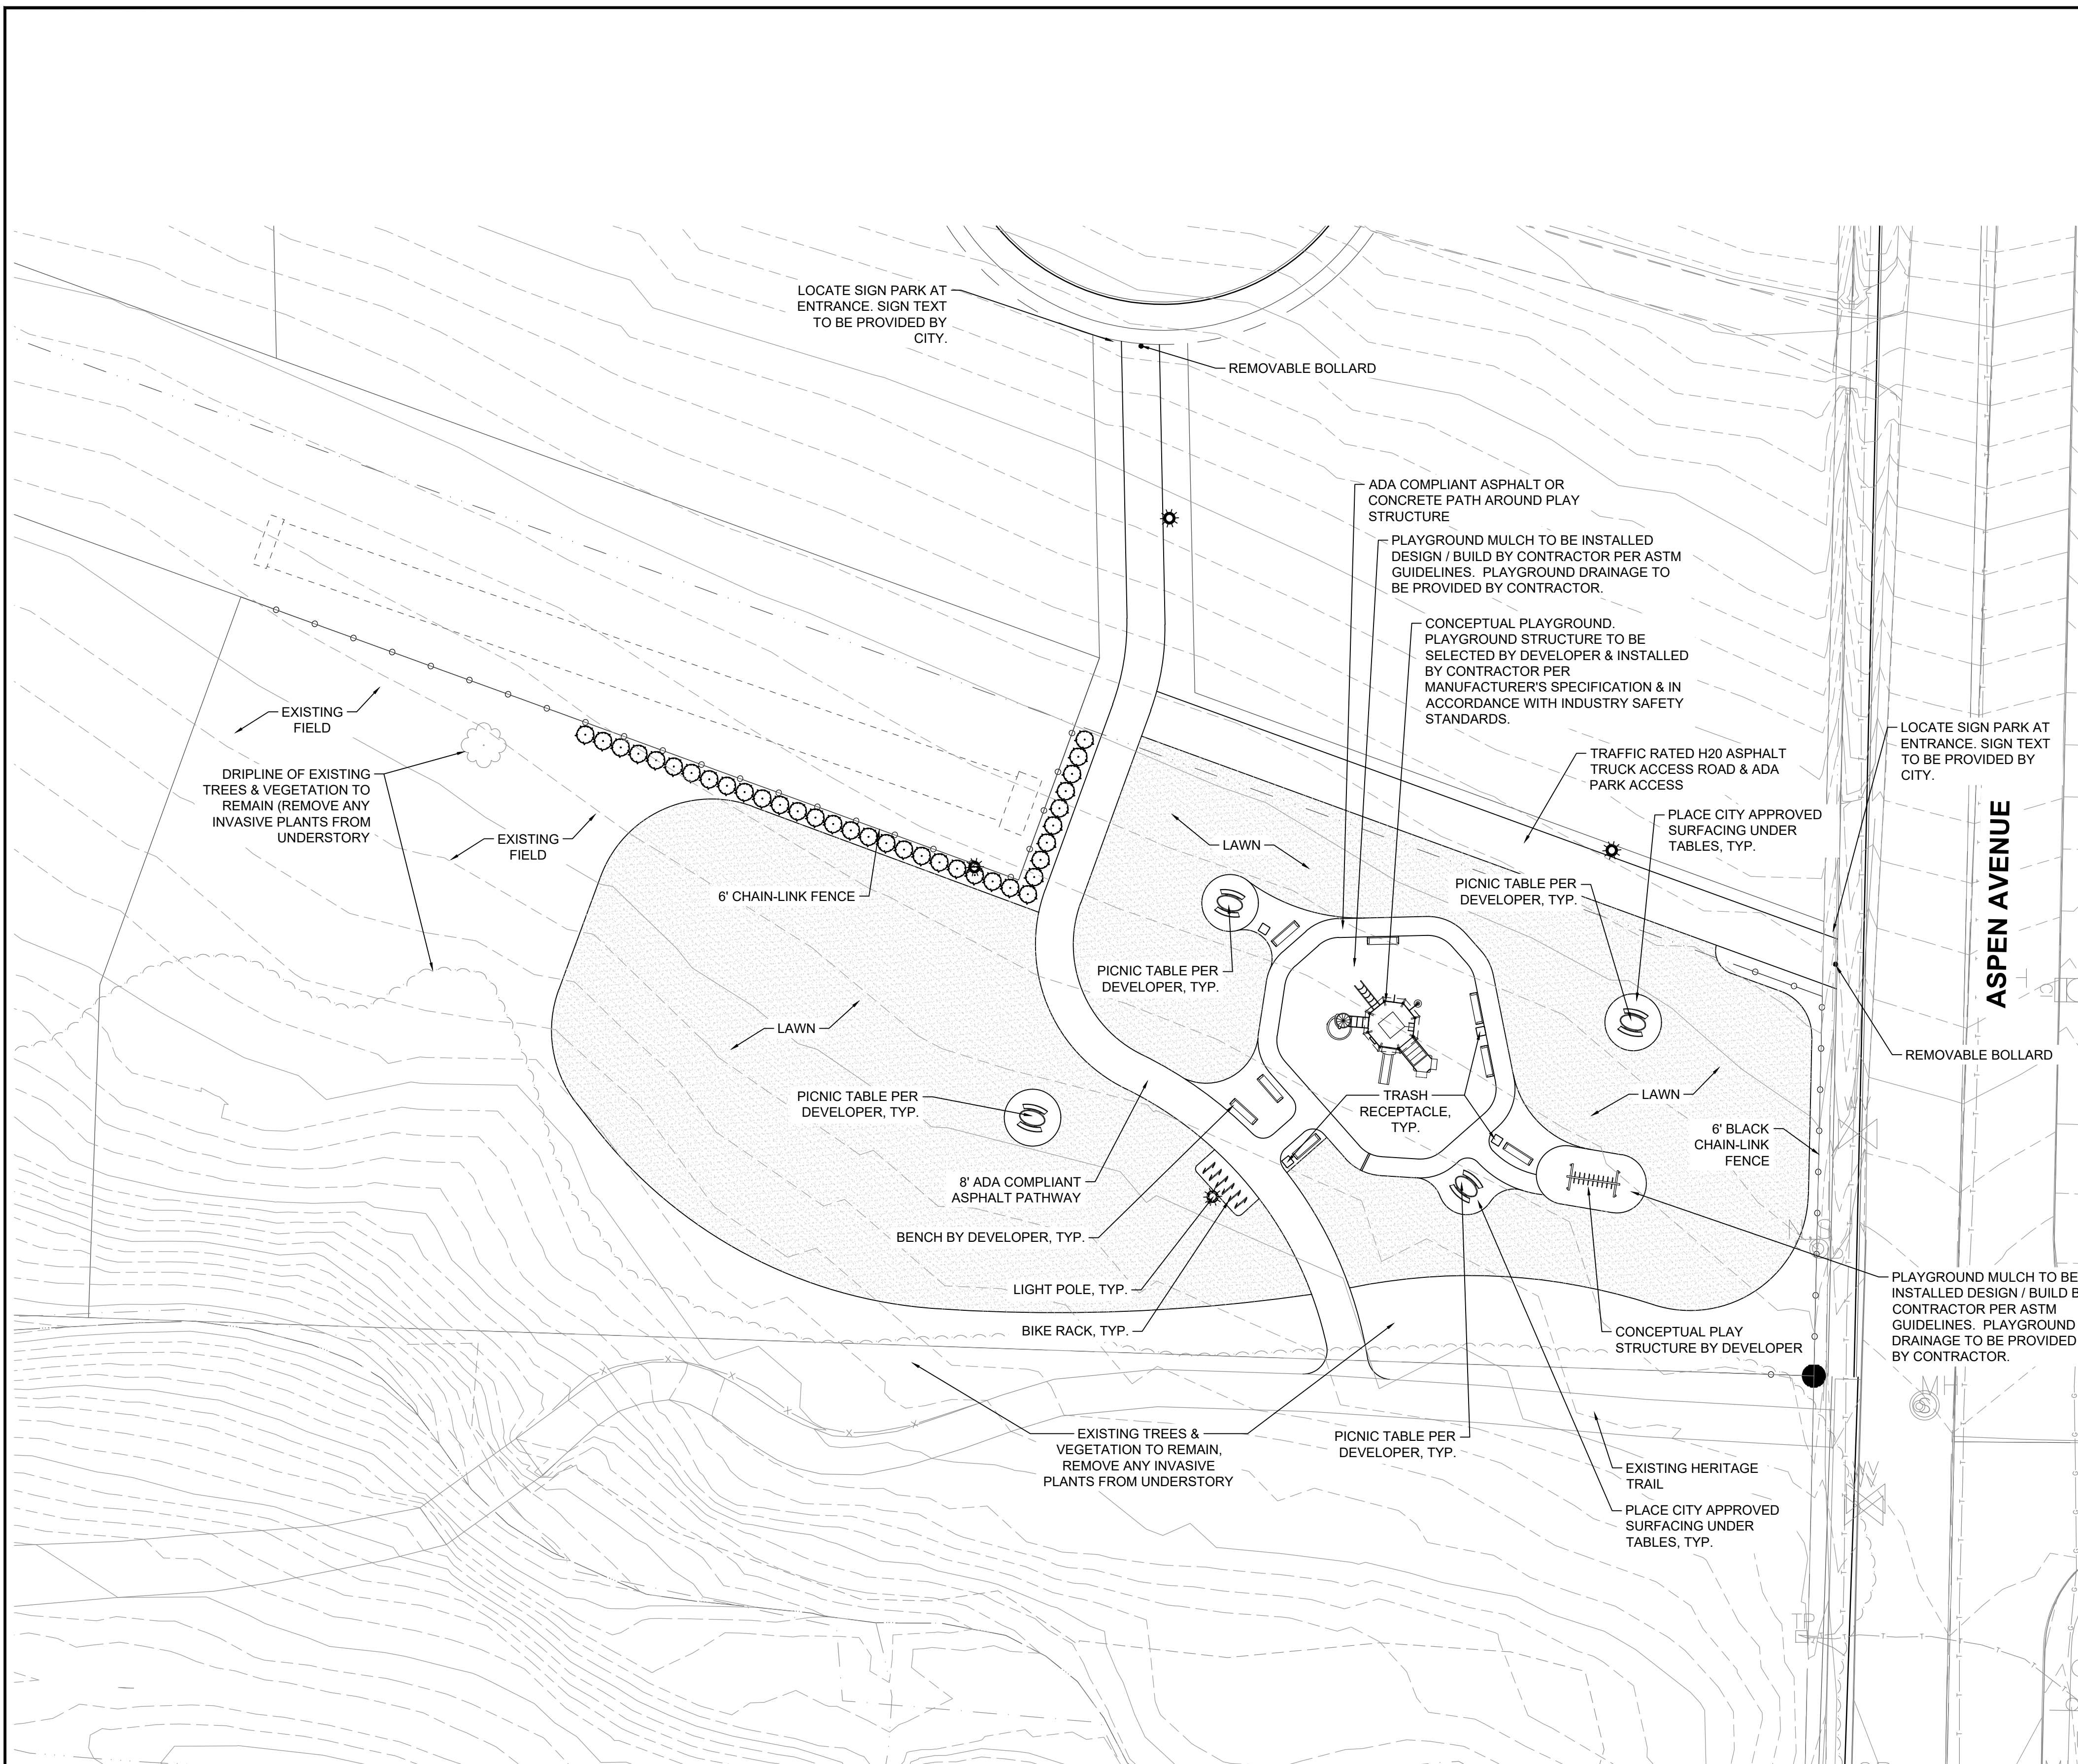 LOCATE SIGN PARK AT
ENTRANCE. SIGN TEXT
TO BE PROVIDED BY
CITY.
REMOVABLE BOLLARD
ADA COMPLIANT ASPHALT OR
CONCRETE PATH AROUND PLAY
STRUCTURE
PLAYGROUND MULCH TO BE INSTALLED
DESIGN / BUILD BY CONTRACTOR PER ASTM
GUIDELINES. PLAYGROUND DRAINAGE TO
BE PROVIDED BY CONTRACTOR.
CONCEPTUAL PLAYGROUND.
PLAYGROUND STRUCTURE TO BE
SELECTED BY DEVELOPER & INSTALLED
BY CONTRACTOR PER
MANUFACTURER'S SPECIFICATION & IN
ACCORDANCE WITH INDUSTRY SAFETY
STANDARDS.
EXISTING
FIELD
LOCATE SIGN PARK AT
ENTRANCE. SIGN TEXT
TO BE PROVIDED BY
CITY.
TRAFFIC RATED H20 ASPHALT
TRUCK ACCESS ROAD & ADA
PARK ACCESS
DRIPLINE OF EXISTING
TREES & VEGETATION TO
REMAIN (REMOVE ANY
INVASIVE PLANTS FROM
UNDERSTORY
PLACE CITY APPROVED
SURFACING UNDER
TABLES, TYP.
EXISTING
FIELD
LAWN
ASPEN AVENUE
6' CHAIN-LINK FENCE
PICNIC TABLE PER
DEVELOPER, TYP.
PICNIC TABLE PER
DEVELOPER, TYP.
LAWN
REMOVABLE BOLLARD
PICNIC TABLE PER
DEVELOPER, TYP.
TRASH
RECEPTACLE,
TYP.
LAWN
6' BLACK
CHAIN-LINK
FENCE
8' ADA COMPLIANT
ASPHALT PATHWAY
BENCH BY DEVELOPER, TYP.
LIGHT POLE, TYP.
BIKE RACK, TYP.
PLAYGROUND MULCH TO BE
INSTALLED DESIGN / BUILD B
CONTRACTOR PER ASTM
GUIDELINES. PLAYGROUND
DRAINAGE TO BE PROVIDED
BY CONTRACTOR.
CONCEPTUAL PLAY
STRUCTURE BY DEVELOPER
EXISTING TREES &
VEGETATION TO REMAIN,
REMOVE ANY INVASIVE
PLANTS FROM UNDERSTORY
PICNIC TABLE PER
DEVELOPER, TYP.
EXISTING HERITAGE
TRAIL
PLACE CITY APPROVED
SURFACING UNDER
TABLES, TYP.
MH
S
WV
TP